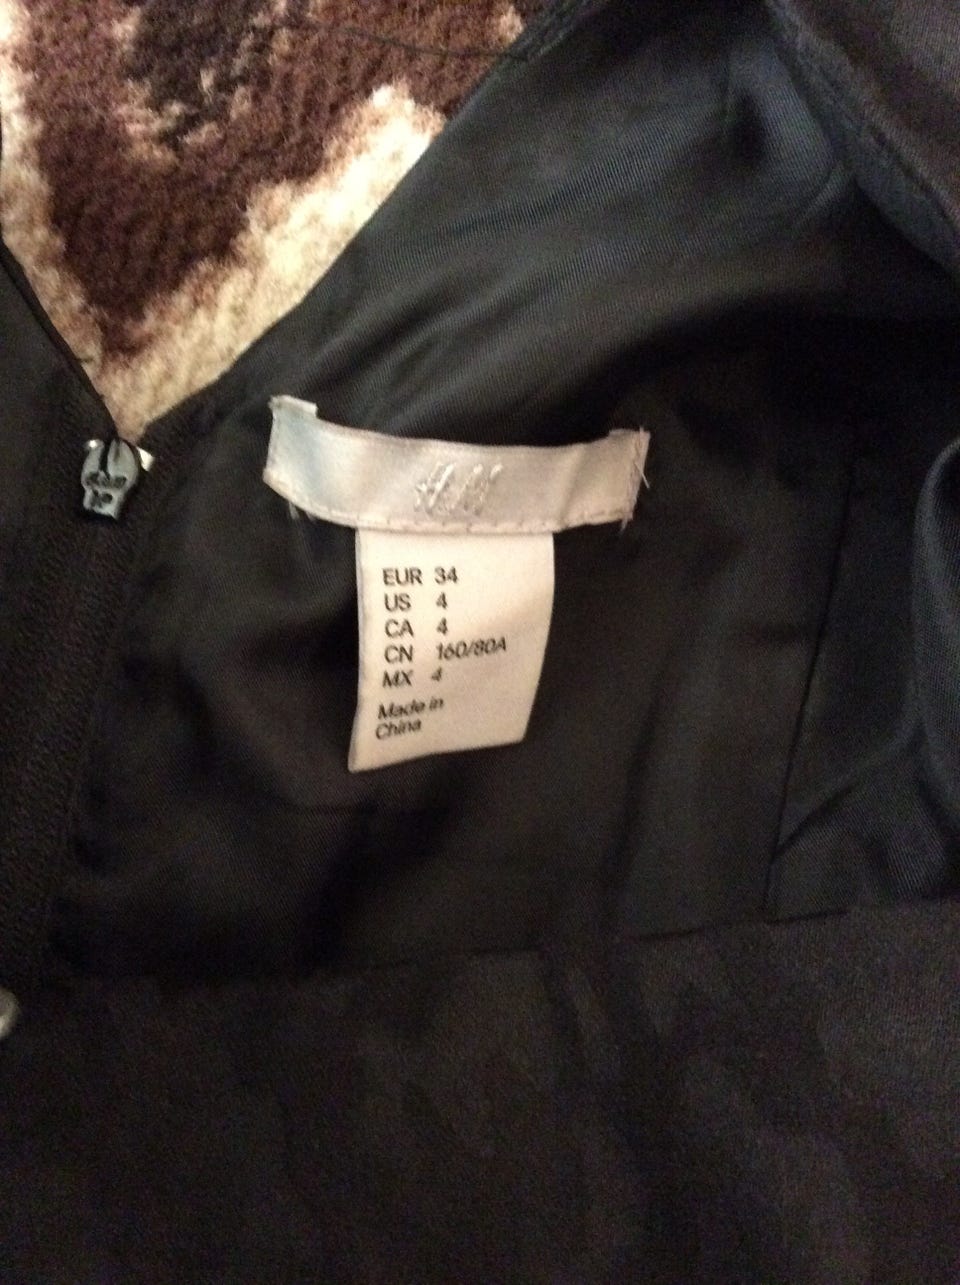 H&M
EUR 34
US 4
CA 4
CN 160/80A
MX 4
Made in
China